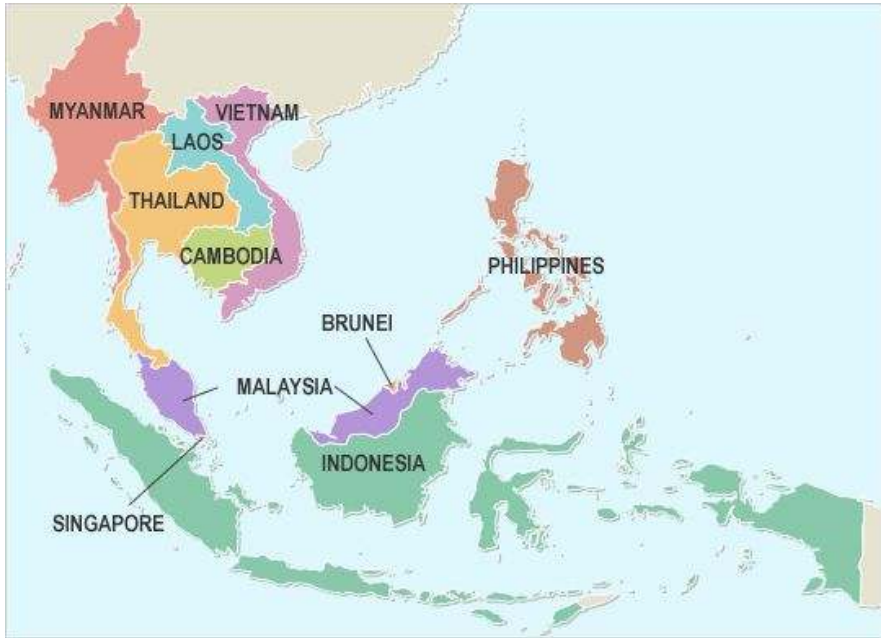 MYANMAR
VIETNAM
LAOS
THAILAND
CAMBODIA
PHILIPPINES
BRUNEI
MALAYSIA
INDONESIA
SINGAPORE